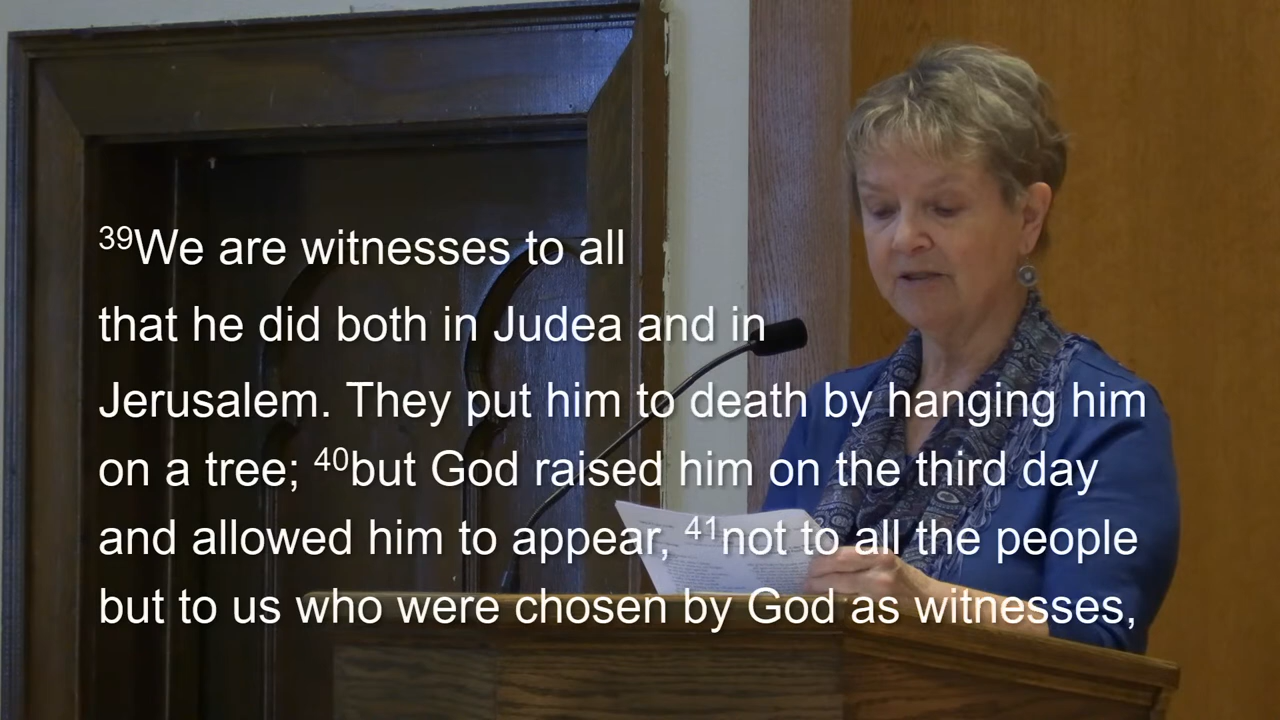 39We are witnesses to all
that he did both in Judea and in
Jerusalem. They put him to death by hanging him
on a tree; 40but God raised him on the third day
and allowed him to appear, 41not to all the people
but to us who were chosen by God as witnesses,